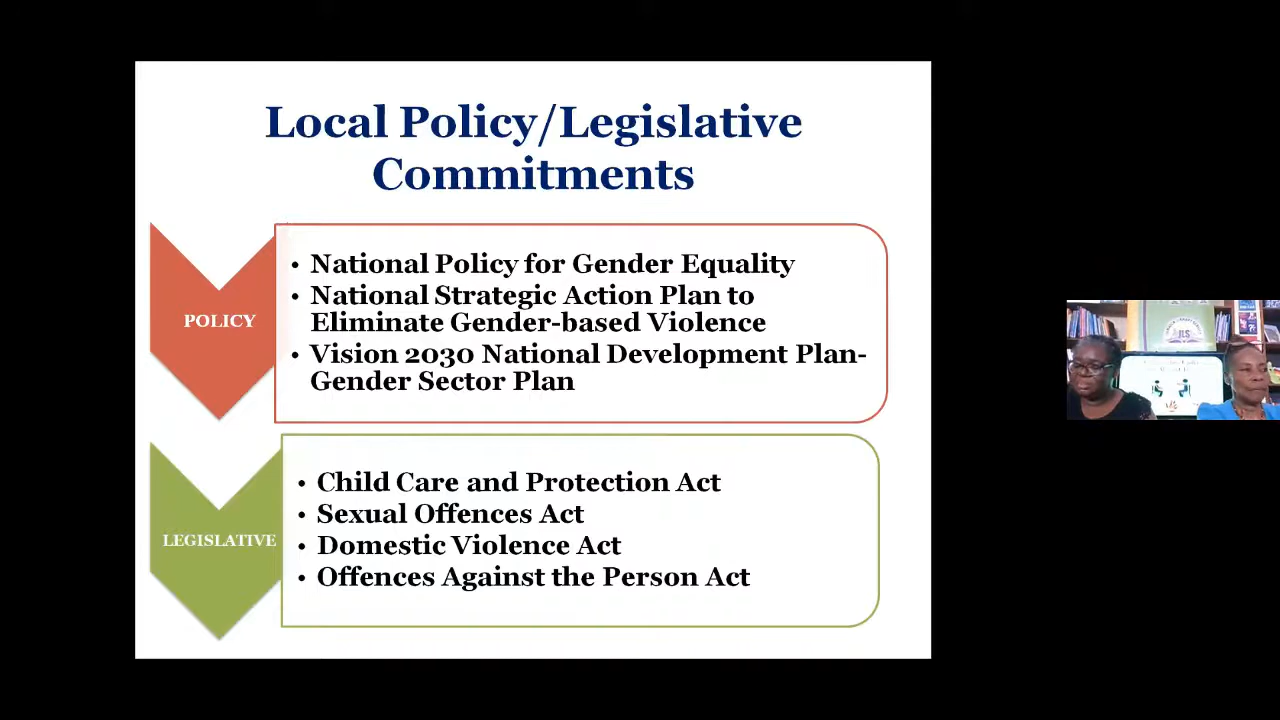 Local Policy/Legislative
Commitments
POLICY
• National Policy for Gender Equality
• National Strategic Action Plan to
Eliminate Gender-based Violence
• Vision 2030 National Development Plan-
Gender Sector Plan
LEGISLATIVE
• Child Care and Protection Act
• Sexual Offences Act
• Domestic Violence Act
• Offences Against the Person Act
JLS